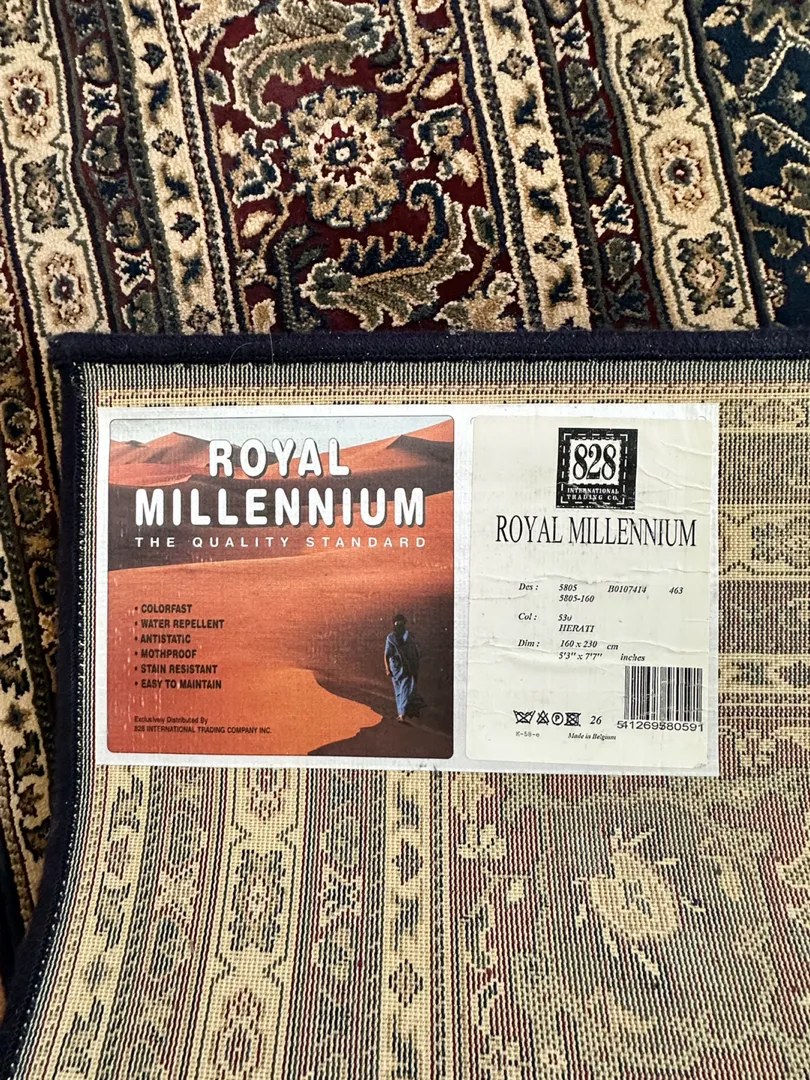 ROYAL
MILLENNIUM
THE QUALITY STANDARD
• COLORFAST
• WATER REPELLENT
• ANTISTATIC
• MOTHPROOF
• STAIN RESISTANT
• EASY TO MAINTAIN
Exclusively Distributed By
828 INTERNATIONAL TRADING COMPANY INC.
828
INTERNATIONAL
TRADING CO.
ROYAL MILLENNIUM
Des : 5805 B0107414 463
5805-160
Col : 530
HERATI
Dim : 160 x 230 cm
5'3" x 7'7" inches
26
K-58-e Made in Belgium